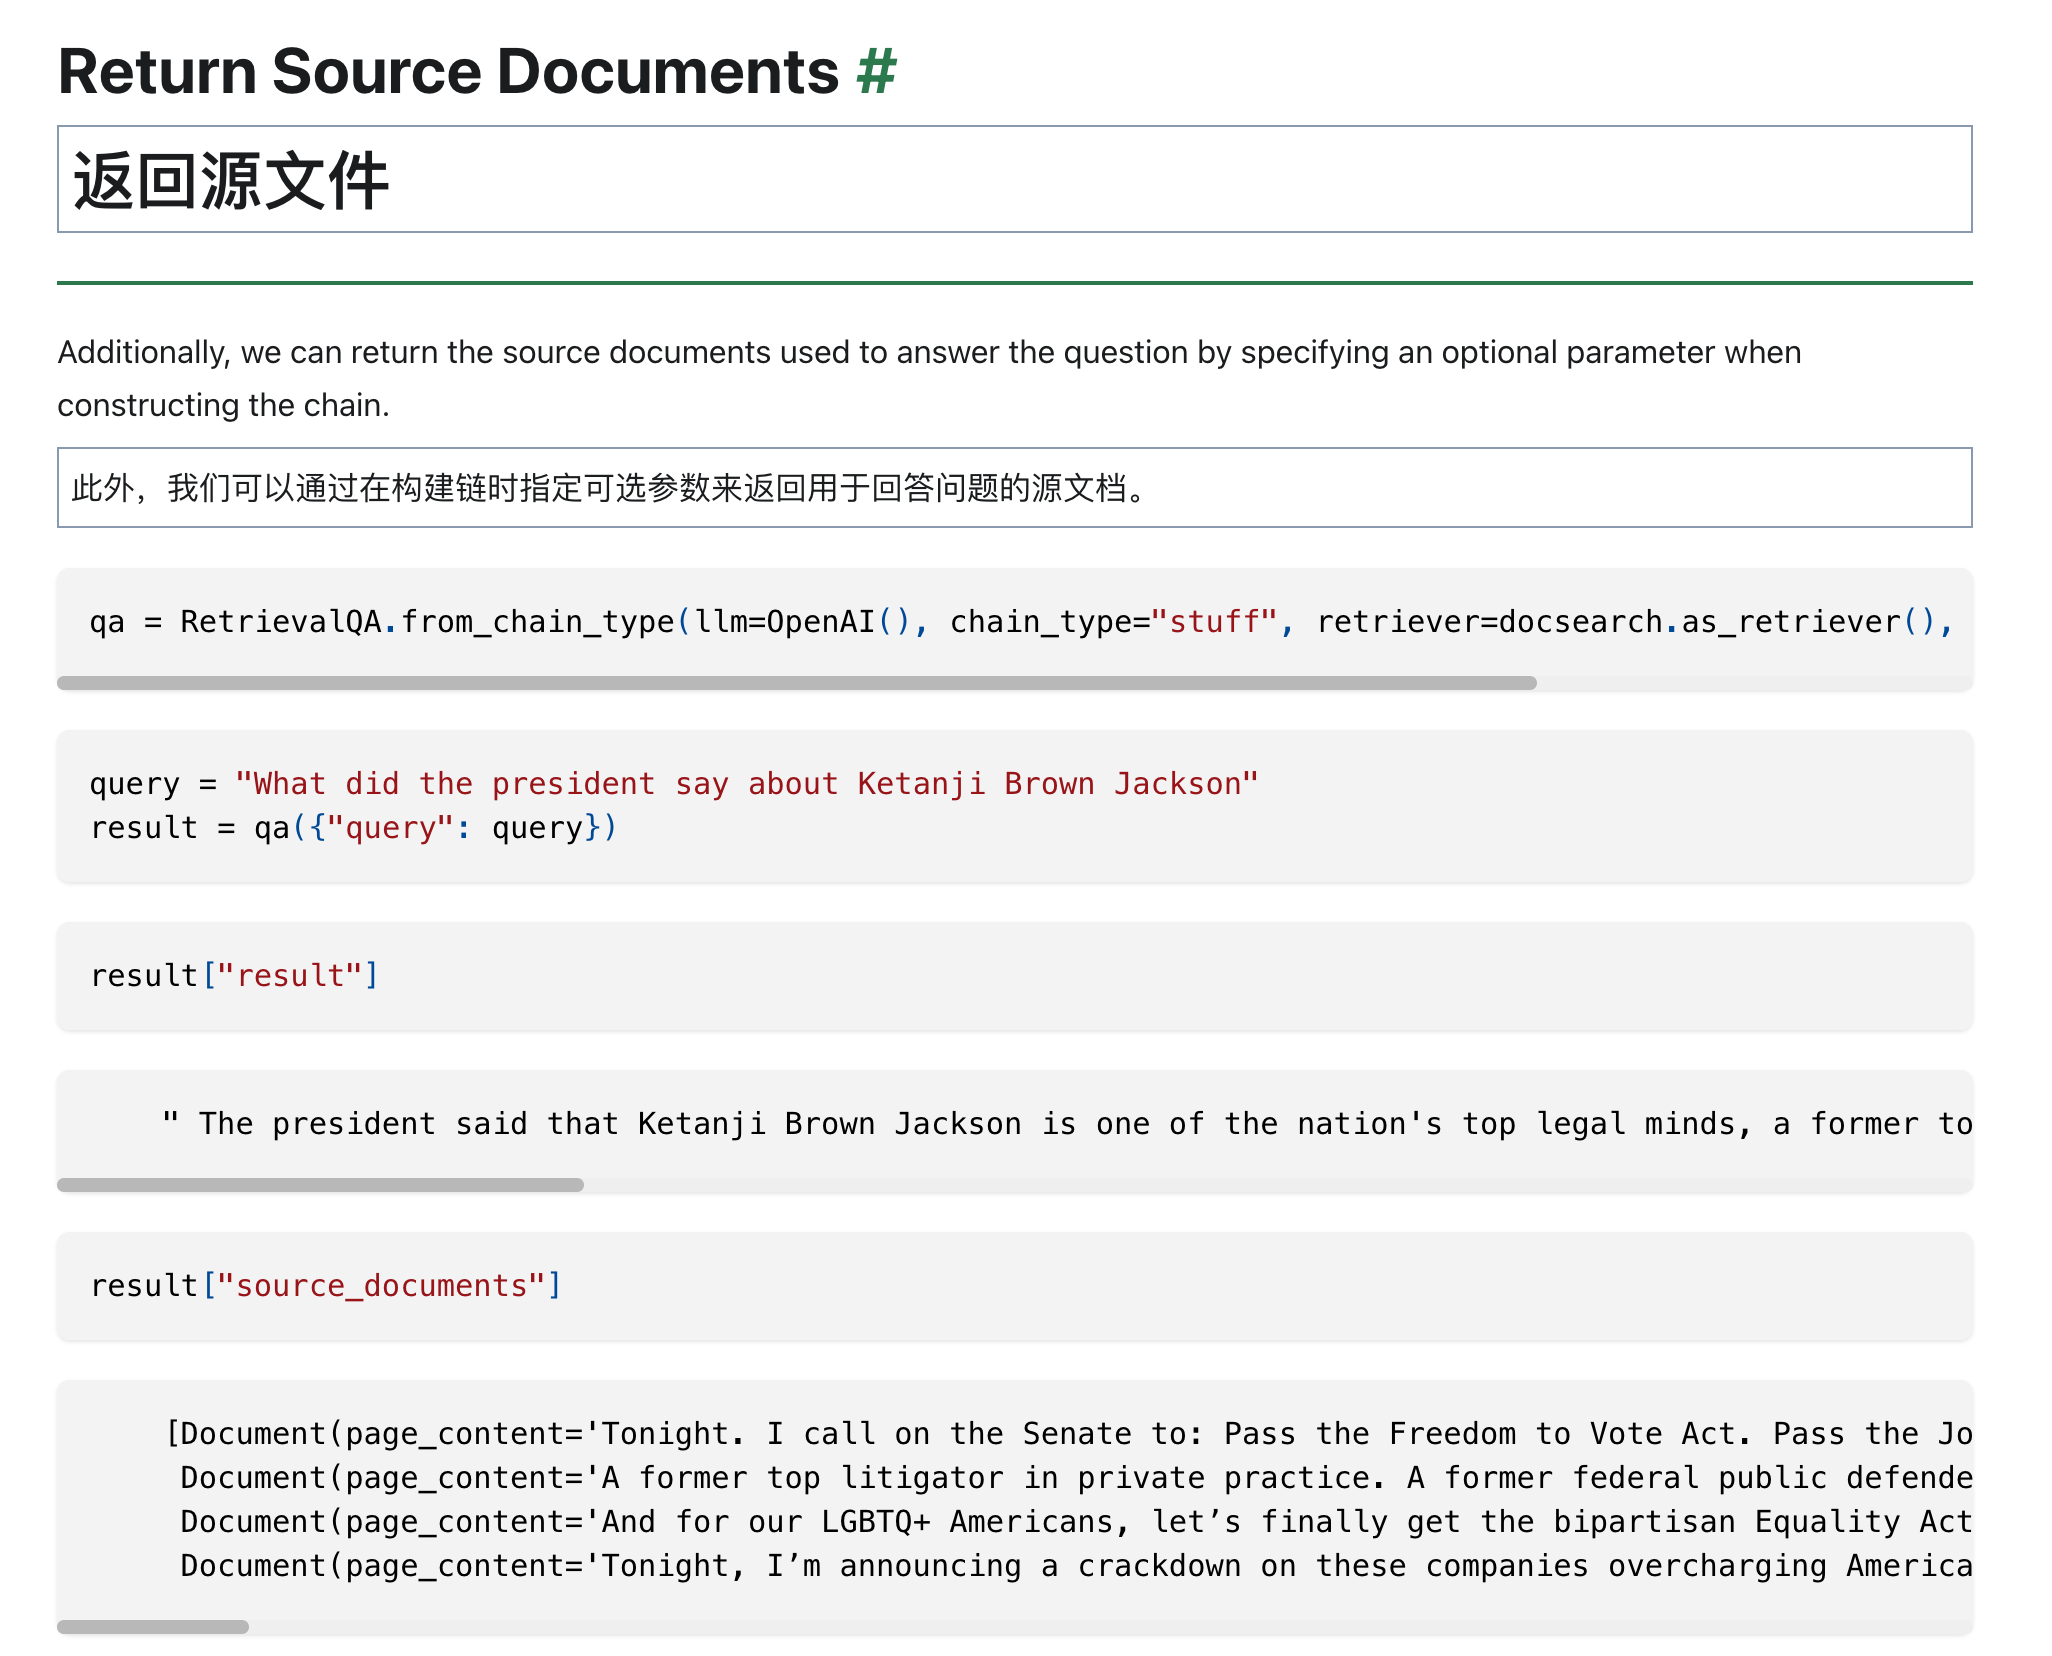 Return Source Documents #
返回源文件
Additionally, we can return the source documents used to answer the question by specifying an optional parameter when
constructing the chain.
此外，我们可以通过在构建链时指定可选参数来返回用于回答问题的源文档。
qa = RetrievalQA.from_chain_type(llm=OpenAI(), chain_type="stuff", retriever=docsearch.as_retriever(),
query = "What did the president say about Ketanji Brown Jackson"
result = qa({"query": query})
result["result"]
" The president said that Ketanji Brown Jackson is one of the nation's top legal minds, a former to
result["source_documents"]
[Document(page_content='Tonight. I call on the Senate to: Pass the Freedom to Vote Act. Pass the Jo
Document(page_content='A former top litigator in private practice. A former federal public defende
Document(page_content='And for our LGBTQ+ Americans, let’s finally get the bipartisan Equality Act
Document(page_content='Tonight, I’m announcing a crackdown on these companies overcharging America